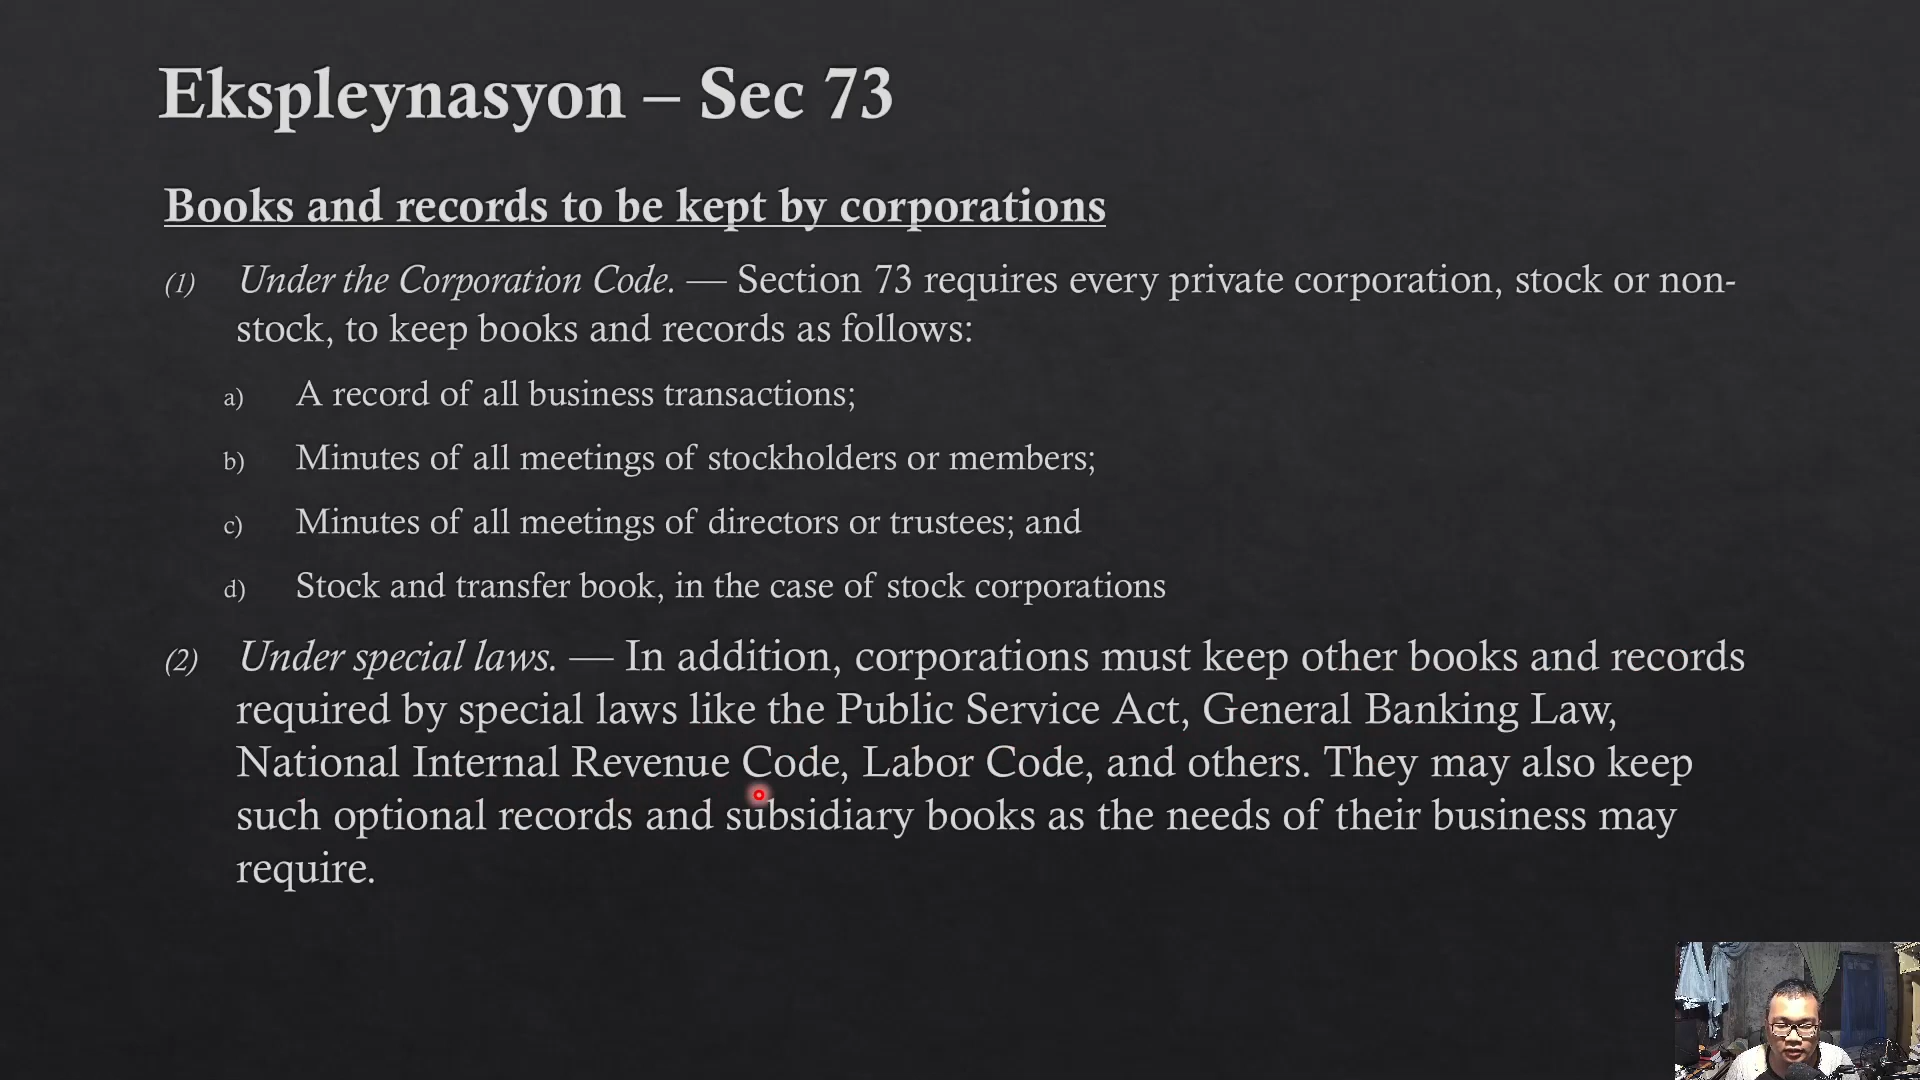 Ekspleynasyon – Sec 73
Books and records to be kept by corporations
(1) Under the Corporation Code. — Section 73 requires every private corporation, stock or non-
stock, to keep books and records as follows:
a) A record of all business transactions;
b) Minutes of all meetings of stockholders or members;
c) Minutes of all meetings of directors or trustees; and
d) Stock and transfer book, in the case of stock corporations
(2) Under special laws. — In addition, corporations must keep other books and records
required by special laws like the Public Service Act, General Banking Law,
National Internal Revenue Code, Labor Code, and others. They may also keep
such optional records and subsidiary books as the needs of their business may
require.